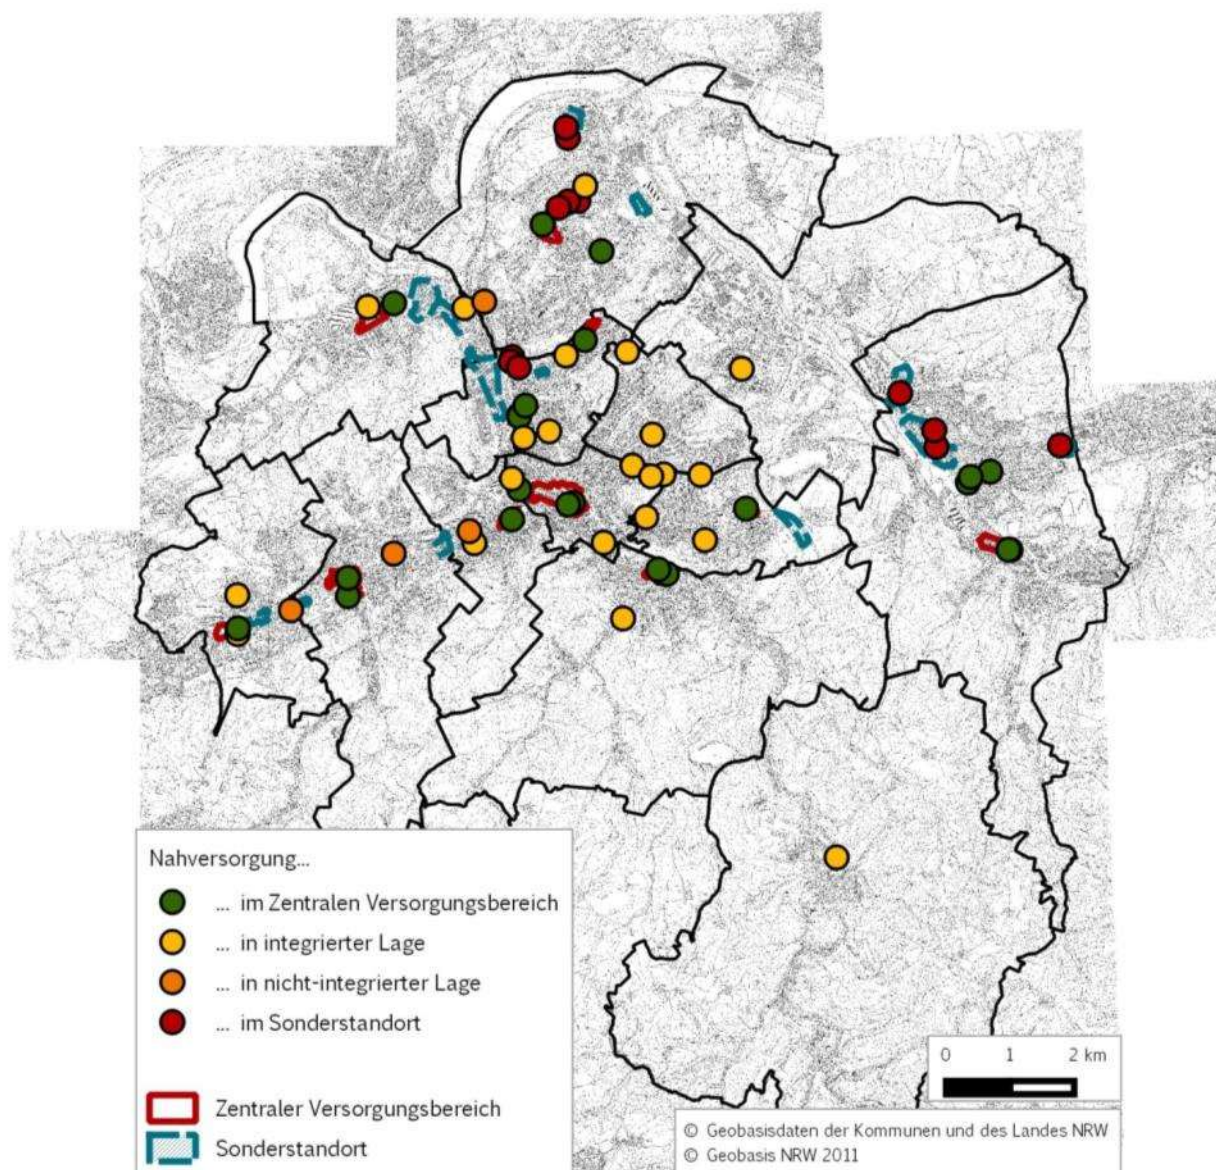 Nahversorgung...
... im Zentralen Versorgungsbereich
... in integrierter Lage
... in nicht-integrierter Lage
... im Sonderstandort
Zentraler Versorgungsbereich
Sonderstandort
0 1 2 km
© Geobasisdaten der Kommunen und des Landes NRW
© Geobasis NRW 2011